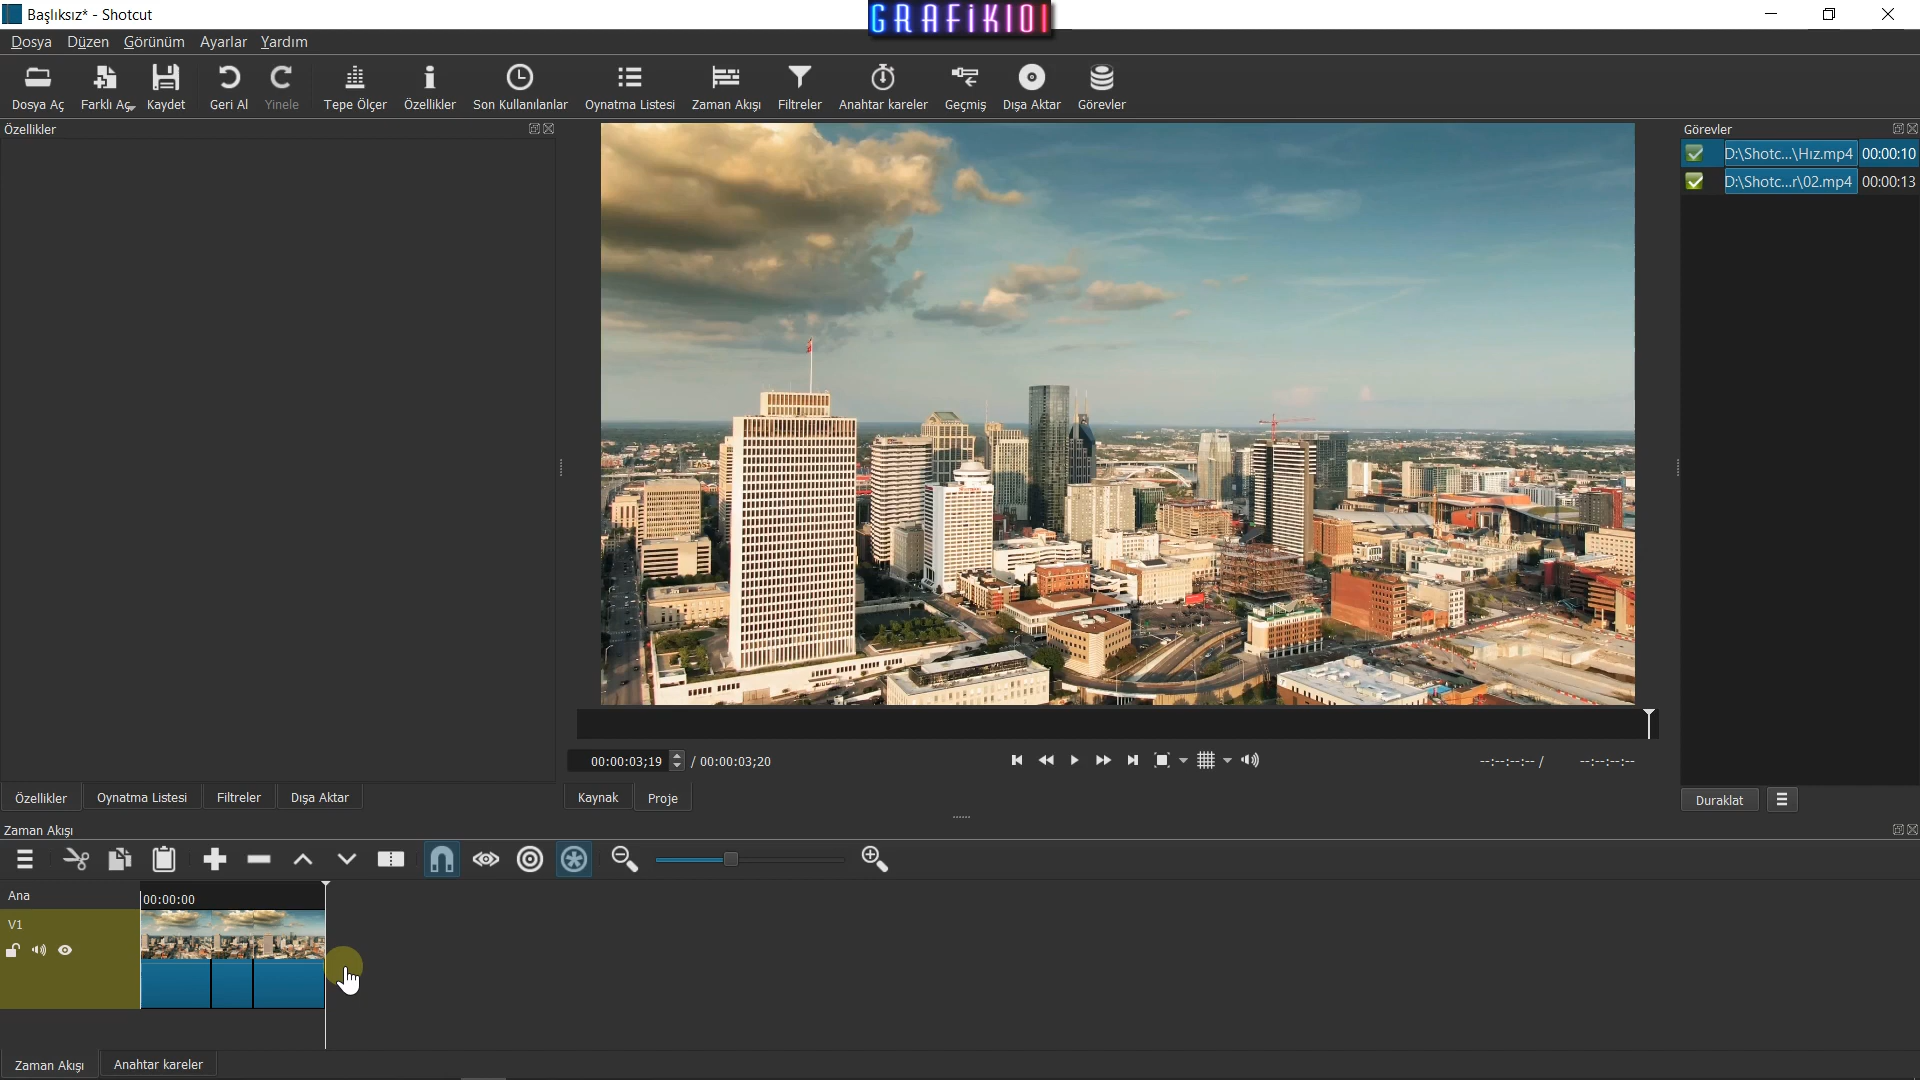 Başlıksız* - Shotcut
GRAFİK101
Dosya Düzen Görünüm Ayarlar Yardım
Dosya Aç Farklı Aç Kaydet Geri Al Yinele Tepe Ölçer Özellikler Son Kullanılanlar Oynatma Listesi Zaman Akışı Filtreler Anahtar kareler Geçmiş Dışa Aktar Görevler
Özellikler
Görevler
D:\Shotc...\Hız.mp4 00:00:10
D:\Shotc...r\02.mp4 00:00:13
00:00:03;19 / 00:00:03;20
--:--:--:-- / --:--:--:--
Özellikler Oynatma Listesi Filtreler Dışa Aktar
Kaynak Proje
Duraklat
Zaman Akışı
Ana
00:00:00
V1
Zaman Akışı Anahtar kareler